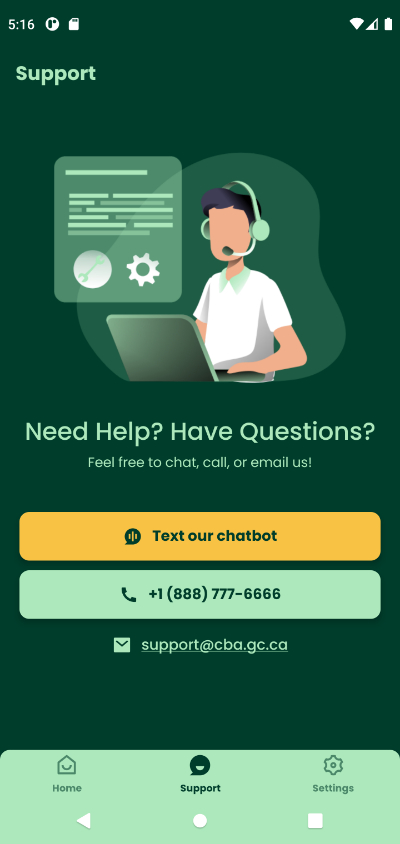 5:16
Support
Need Help? Have Questions?
Feel free to chat, call, or email us!
Text our chatbot
+1 (888) 777-6666
support@cba.gc.ca
Home
Support
Settings